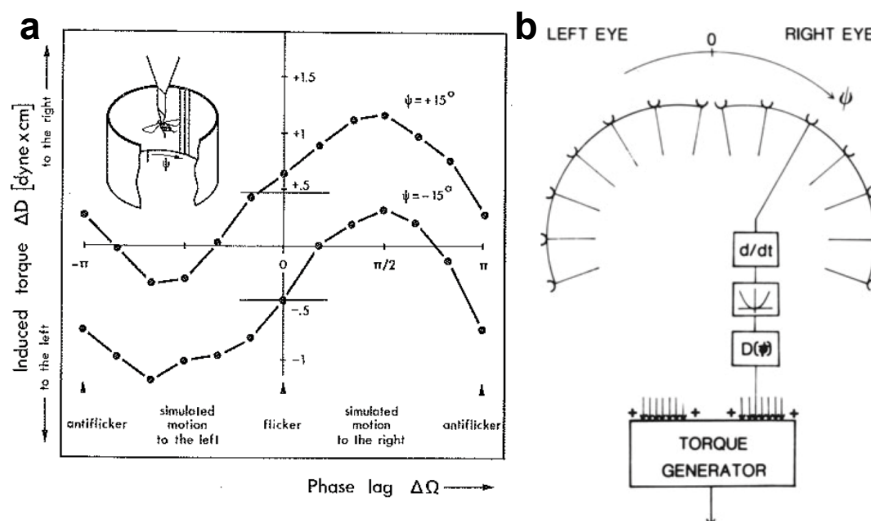 a
Induced torque ΔD [dyne x cm]
to the left
to the right
+1.5
+1
+.5
-.5
-1
ψ=+15°
ψ=-15°
ψ
-π
0
π/2
π
antiflicker
simulated
motion
to the left
flicker
simulated
motion
to the right
antiflicker
Phase lag ΔΩ
b
LEFT EYE
0
RIGHT EYE
ψ
d/dt
D(ψ)
+ + + +
TORQUE
GENERATOR